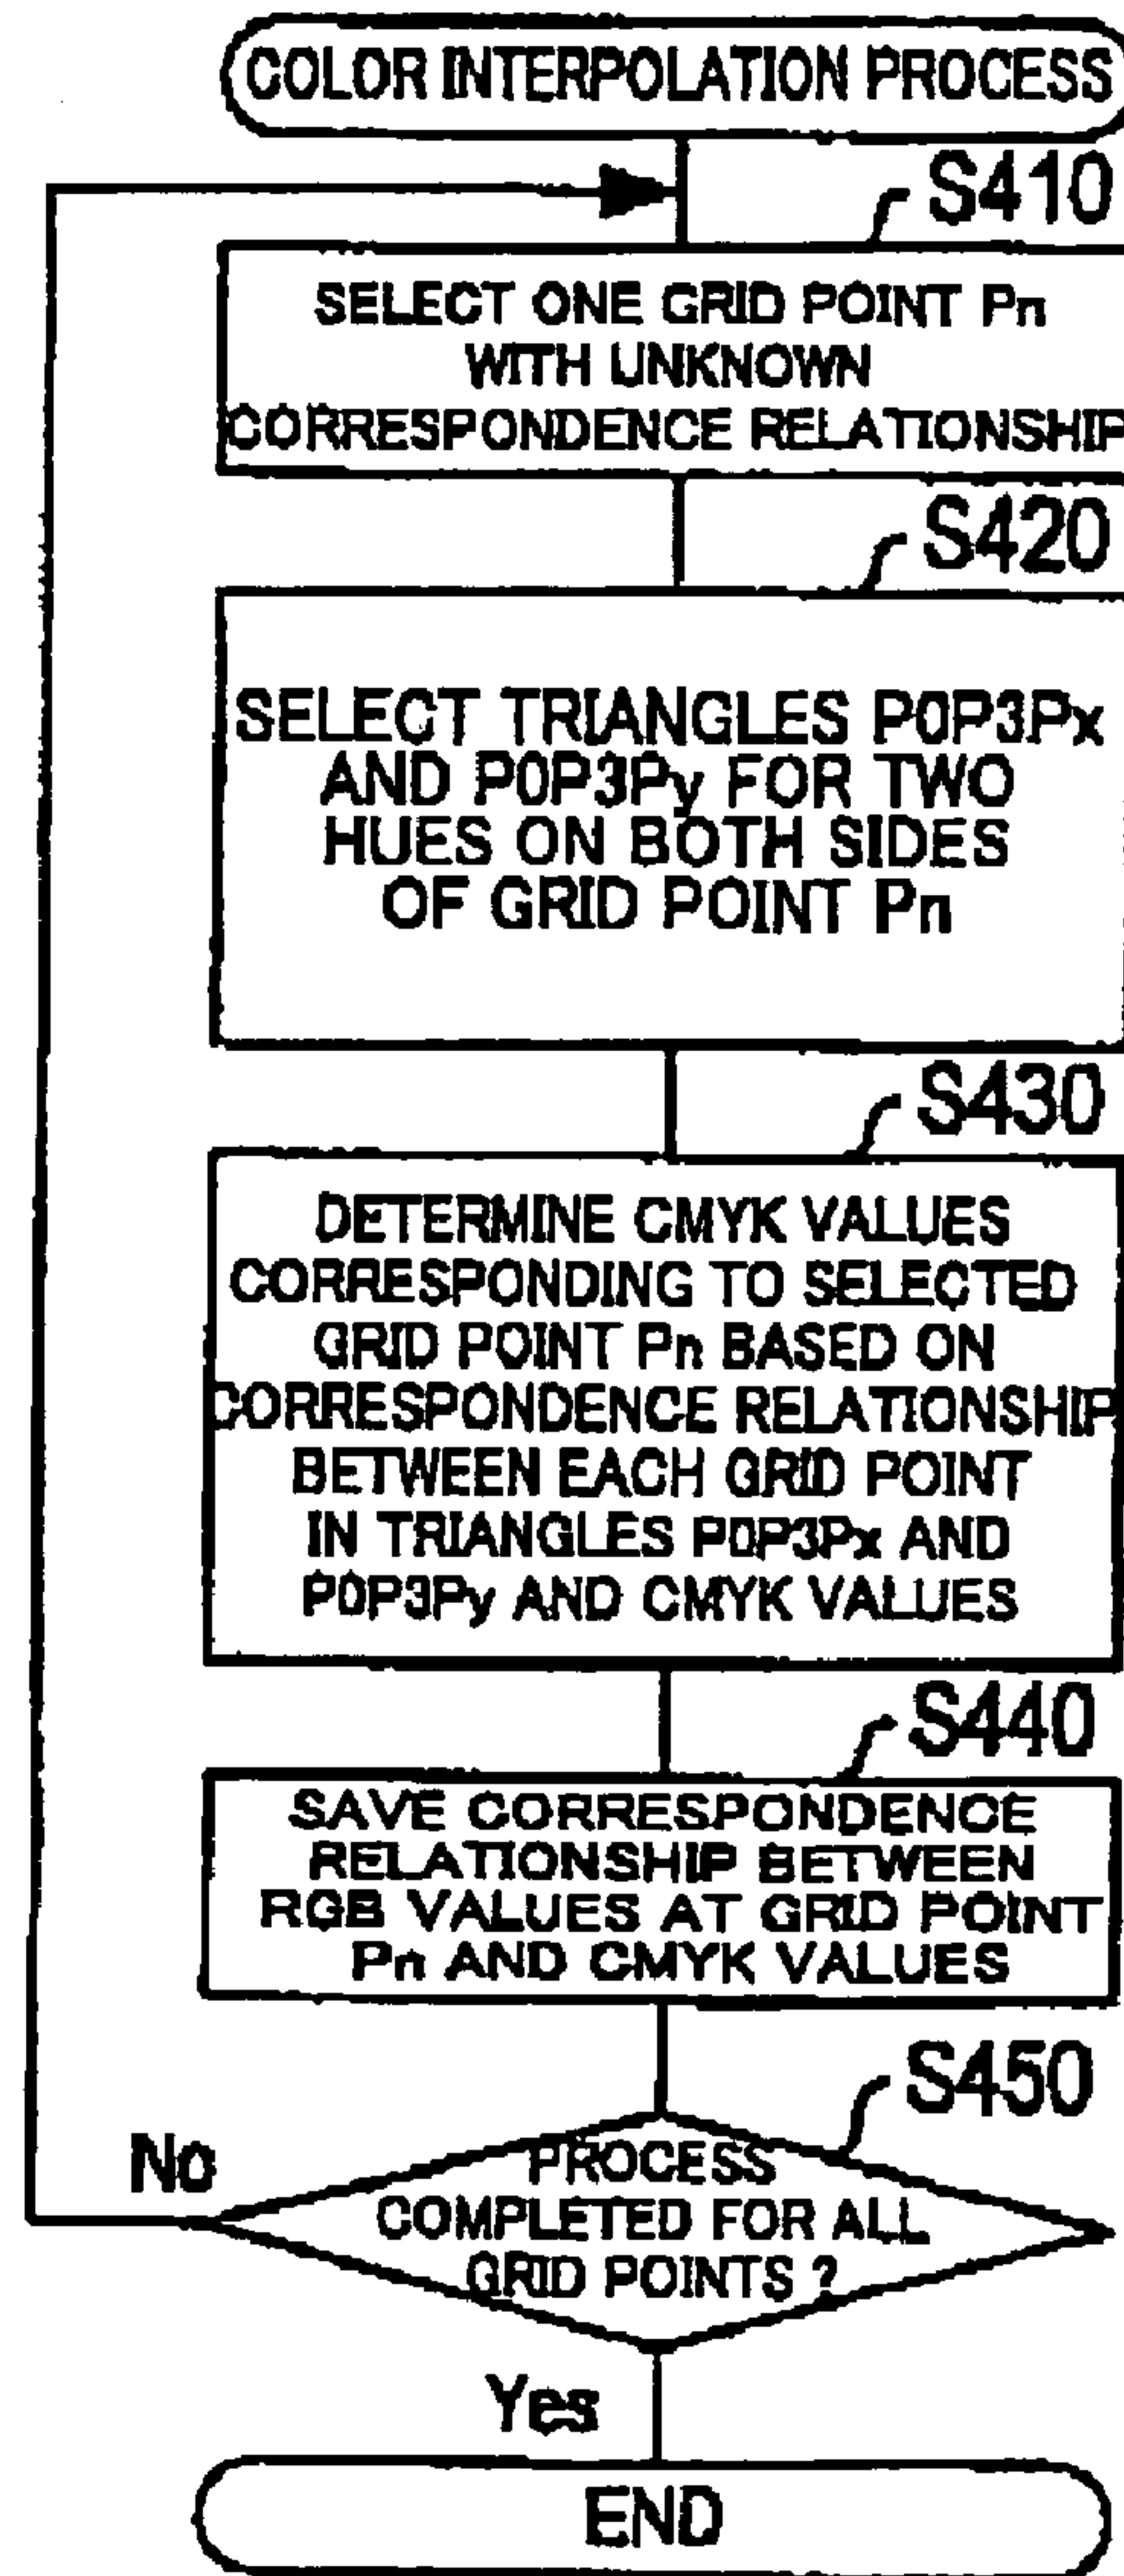 COLOR INTERPOLATION PROCESS
S410
SELECT ONE GRID POINT Pn
WITH UNKNOWN
CORRESPONDENCE RELATIONSHIP
S420
SELECT TRIANGLES P0P3Px
AND P0P3Py FOR TWO
HUES ON BOTH SIDES
OF GRID POINT Pn
S430
DETERMINE CMYK VALUES
CORRESPONDING TO SELECTED
GRID POINT Pn BASED ON
CORRESPONDENCE RELATIONSHIP
BETWEEN EACH GRID POINT
IN TRIANGLES P0P3Px AND
P0P3Py AND CMYK VALUES
S440
SAVE CORRESPONDENCE
RELATIONSHIP BETWEEN
RGB VALUES AT GRID POINT
Pn AND CMYK VALUES
S450
PROCESS
COMPLETED FOR ALL
GRID POINTS ?
No
Yes
END